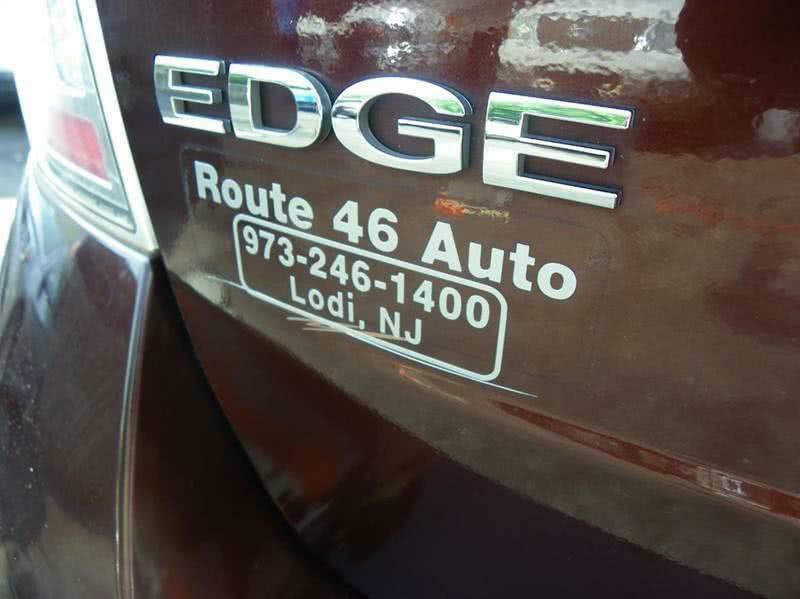 EDGE
Route 46 Auto
973-246-1400
Lodi, NJ